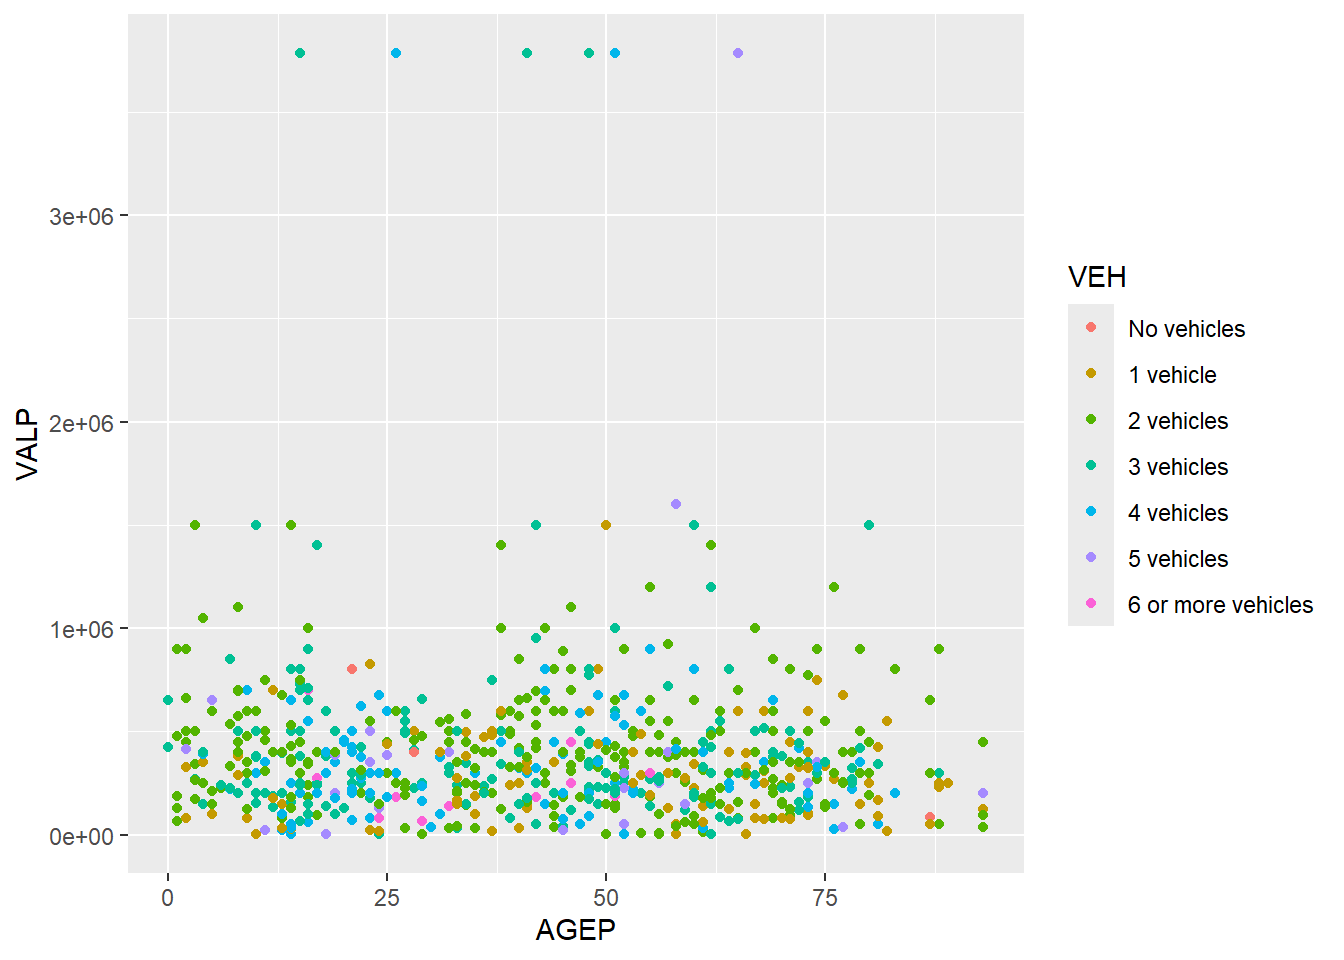 3e+06
2e+06
1e+06
0e+00
VALP
0
25
50
75
AGEP
VEH
No vehicles
1 vehicle
2 vehicles
3 vehicles
4 vehicles
5 vehicles
6 or more vehicles